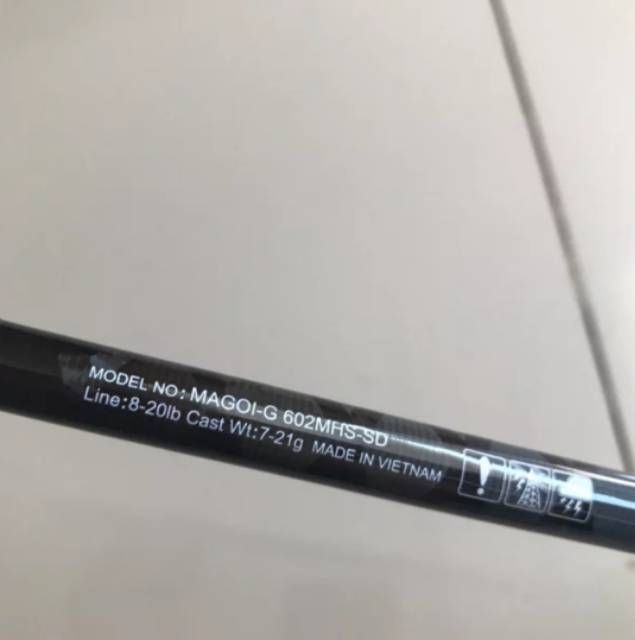 MODEL NO: MAGOI-G 602MHS-SD
Line:8-20lb Cast Wt:7-21g MADE IN VIETNAM